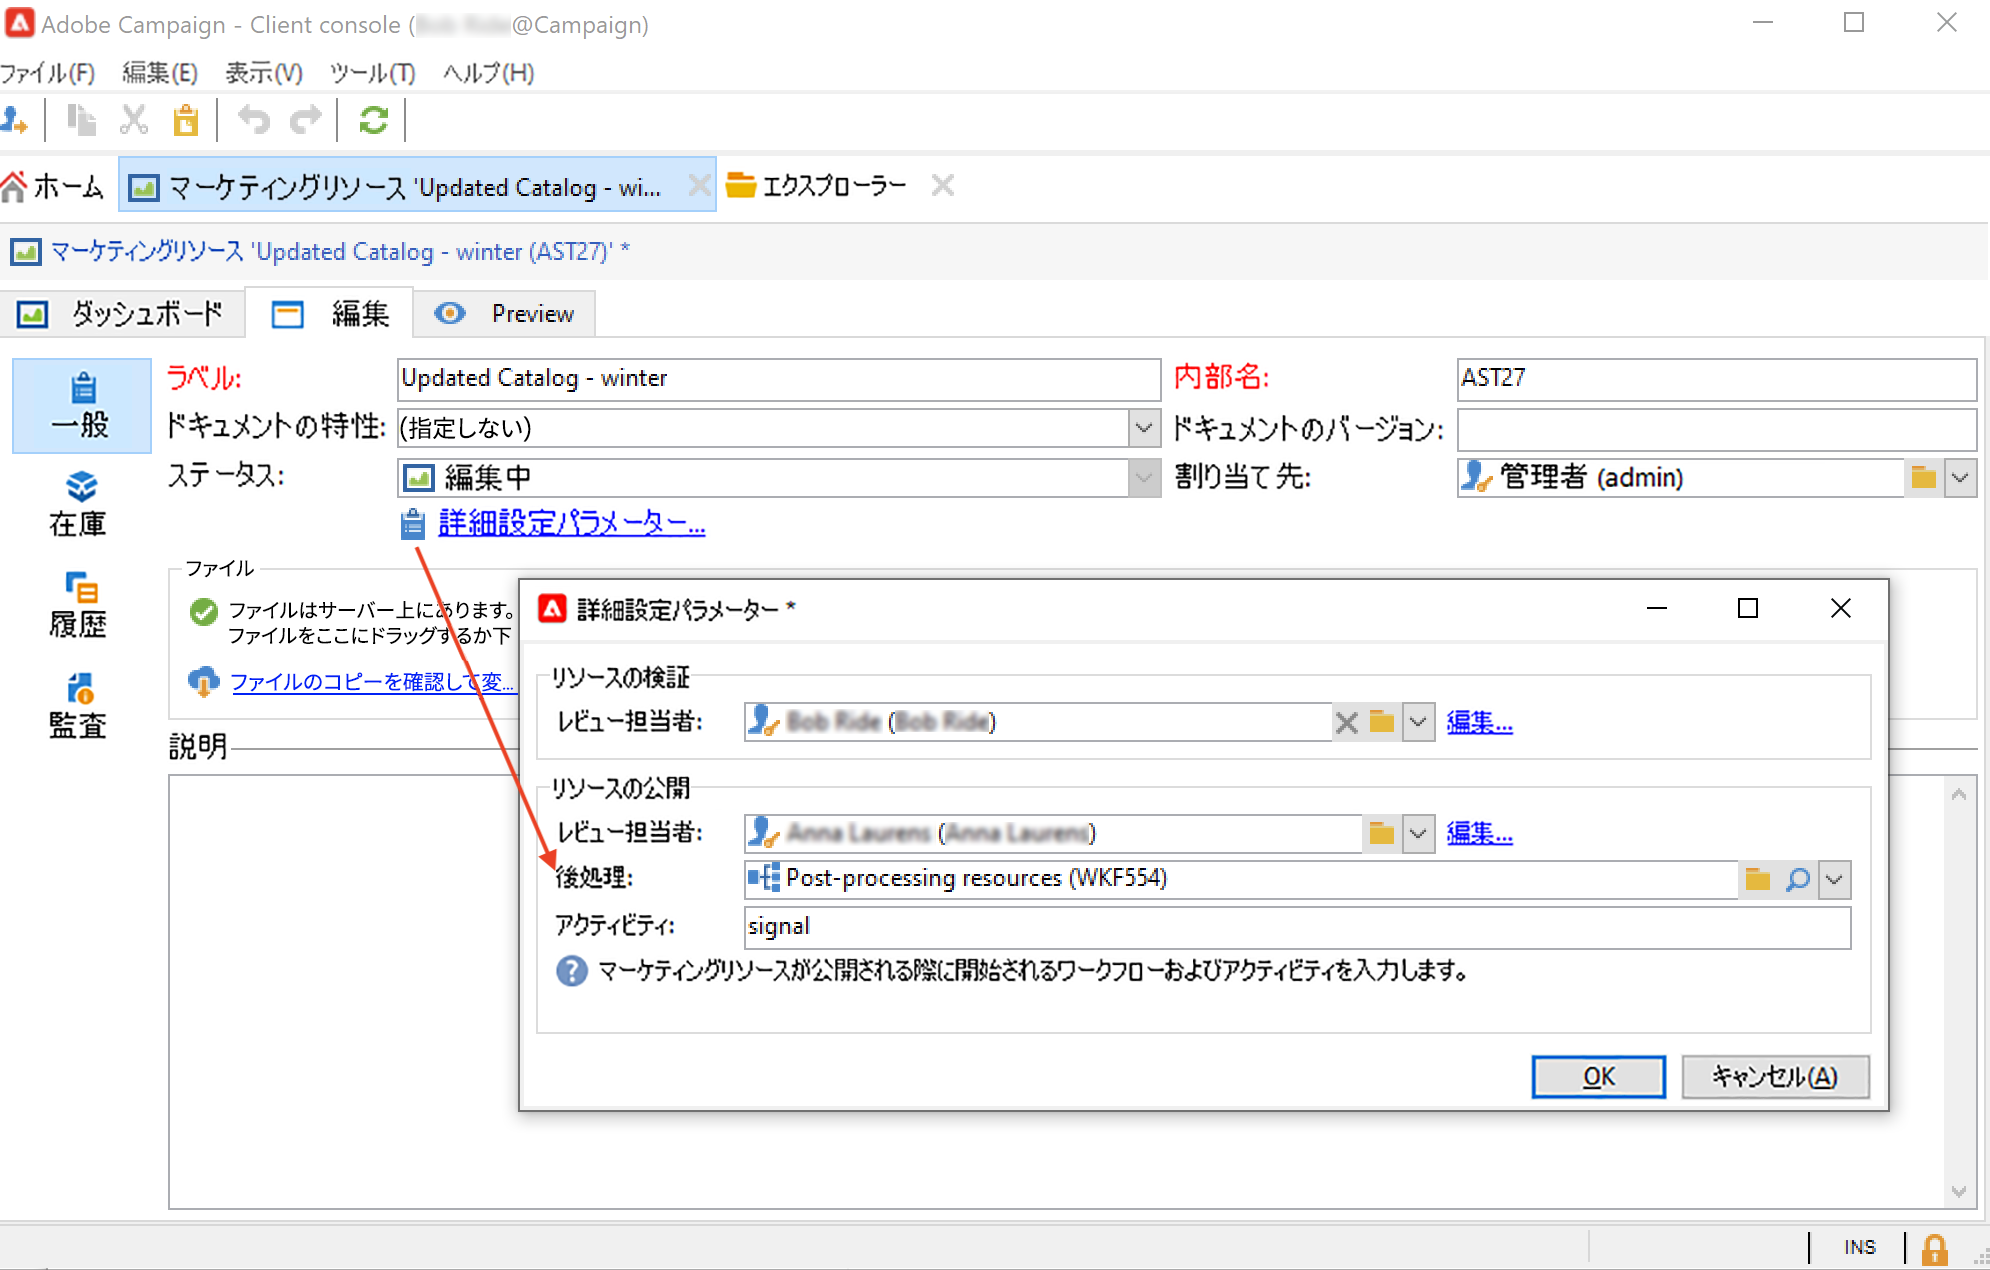 Adobe Campaign - Client console (@Campaign)
ファイル(F) 編集(E) 表示(V) ツール(T) ヘルプ(H)
ホーム マーケティングリソース 'Updated Catalog - wi... エクスプローラー
マーケティングリソース 'Updated Catalog - winter (AST27)' *
ダッシュボード 編集 Preview
一般
在庫
履歴
監査
ラベル: Updated Catalog - winter 内部名: AST27
ドキュメントの特性: (指定しない) ドキュメントのバージョン:
ステータス: 編集中 割り当て先: 管理者 (admin)
詳細設定パラメーター...
ファイル
ファイルはサーバー上にあります。
ファイルをここにドラッグするか下
ファイルのコピーを確認して変...
説明
詳細設定パラメーター *
リソースの検証
レビュー担当者: Bob Ride (Bob Ride) 編集...
リソースの公開
レビュー担当者: Anna Laurens (Anna Laurens) 編集...
後処理: Post-processing resources (WKF554)
アクティビティ: signal
マーケティングリソースが公開される際に開始されるワークフローおよびアクティビティを入力します。
OK キャンセル(A)
INS